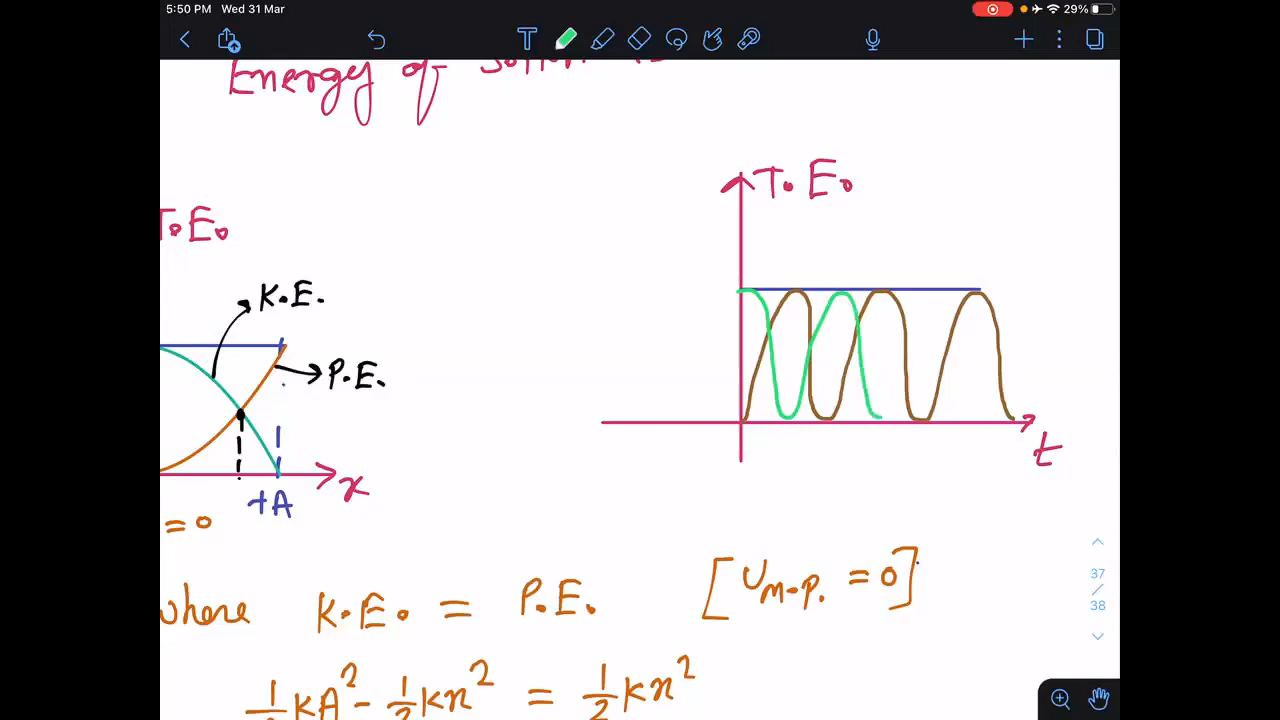 5:50 PM Wed 31 Mar
29%
Energy of
T.E.
T.E.
K.E.
P.E.
t
x
+A
= 0
where K.E. = P.E. [U_M.P. = 0]
½kA² - ½kx² = ½kx²
37
/
38